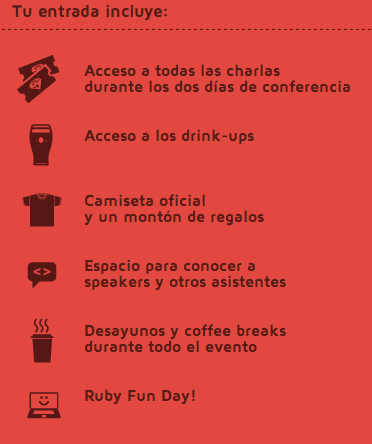 Tu entrada incluye:
Acceso a todas las charlas
durante los dos días de conferencia
Acceso a los drink-ups
Camiseta oficial
y un montón de regalos
<>
Espacio para conocer a
speakers y otros asistentes
Desayunos y coffee breaks
durante todo el evento
Ruby Fun Day!